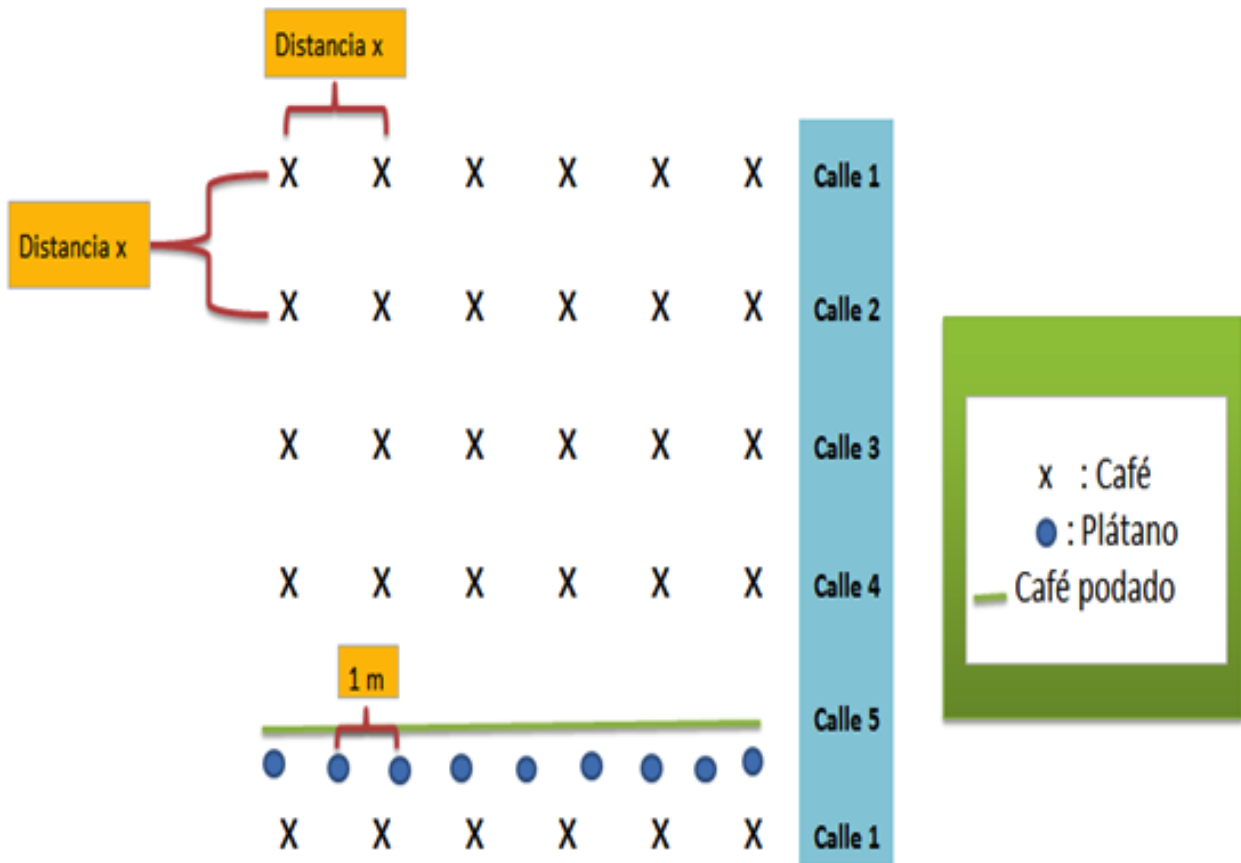 Distancia x
X X X X X X Calle 1
Distancia x
X X X X X X Calle 2
X X X X X X Calle 3
x : Café
: Plátano
Café podado
X X X X X X Calle 4
1 m
Calle 5
X X X X X X Calle 1